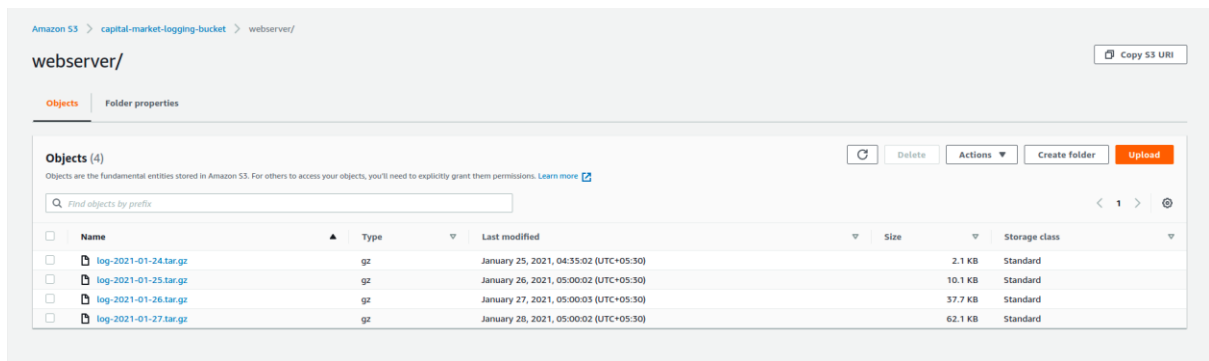 Amazon S3 > capital-market-logging-bucket > webserver/
webserver/
Copy S3 URI
Objects Folder properties
Objects (4)
Delete Actions Create folder Upload
Objects are the fundamental entities stored in Amazon S3. For others to access your objects, you'll need to explicitly grant them permissions. Learn more
Find objects by prefix
< 1 >
Name Type Last modified Size Storage class
log-2021-01-24.tar.gz gz January 25, 2021, 04:35:02 (UTC+05:30) 2.1 KB Standard
log-2021-01-25.tar.gz gz January 26, 2021, 05:00:02 (UTC+05:30) 10.1 KB Standard
log-2021-01-26.tar.gz gz January 27, 2021, 05:00:03 (UTC+05:30) 37.7 KB Standard
log-2021-01-27.tar.gz gz January 28, 2021, 05:00:02 (UTC+05:30) 62.1 KB Standard